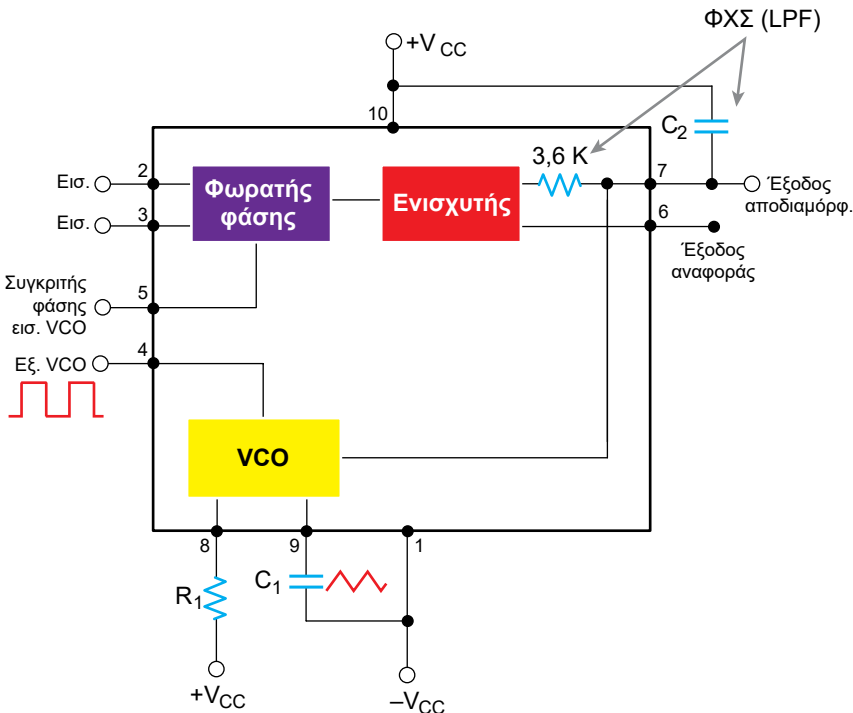 ΦΧΣ (LPF)
+V CC
10
C2
3,6 K
2
Εισ.
Φωρατής
φάσης
Ενισχυτής
7
Έξοδος
αποδιαμόρφ.
3
Εισ.
6
Έξοδος
αναφοράς
Συγκριτής
φάσης
εισ. VCO
5
4
Εξ. VCO
VCO
8
9
1
R1
C1
+VCC
–VCC